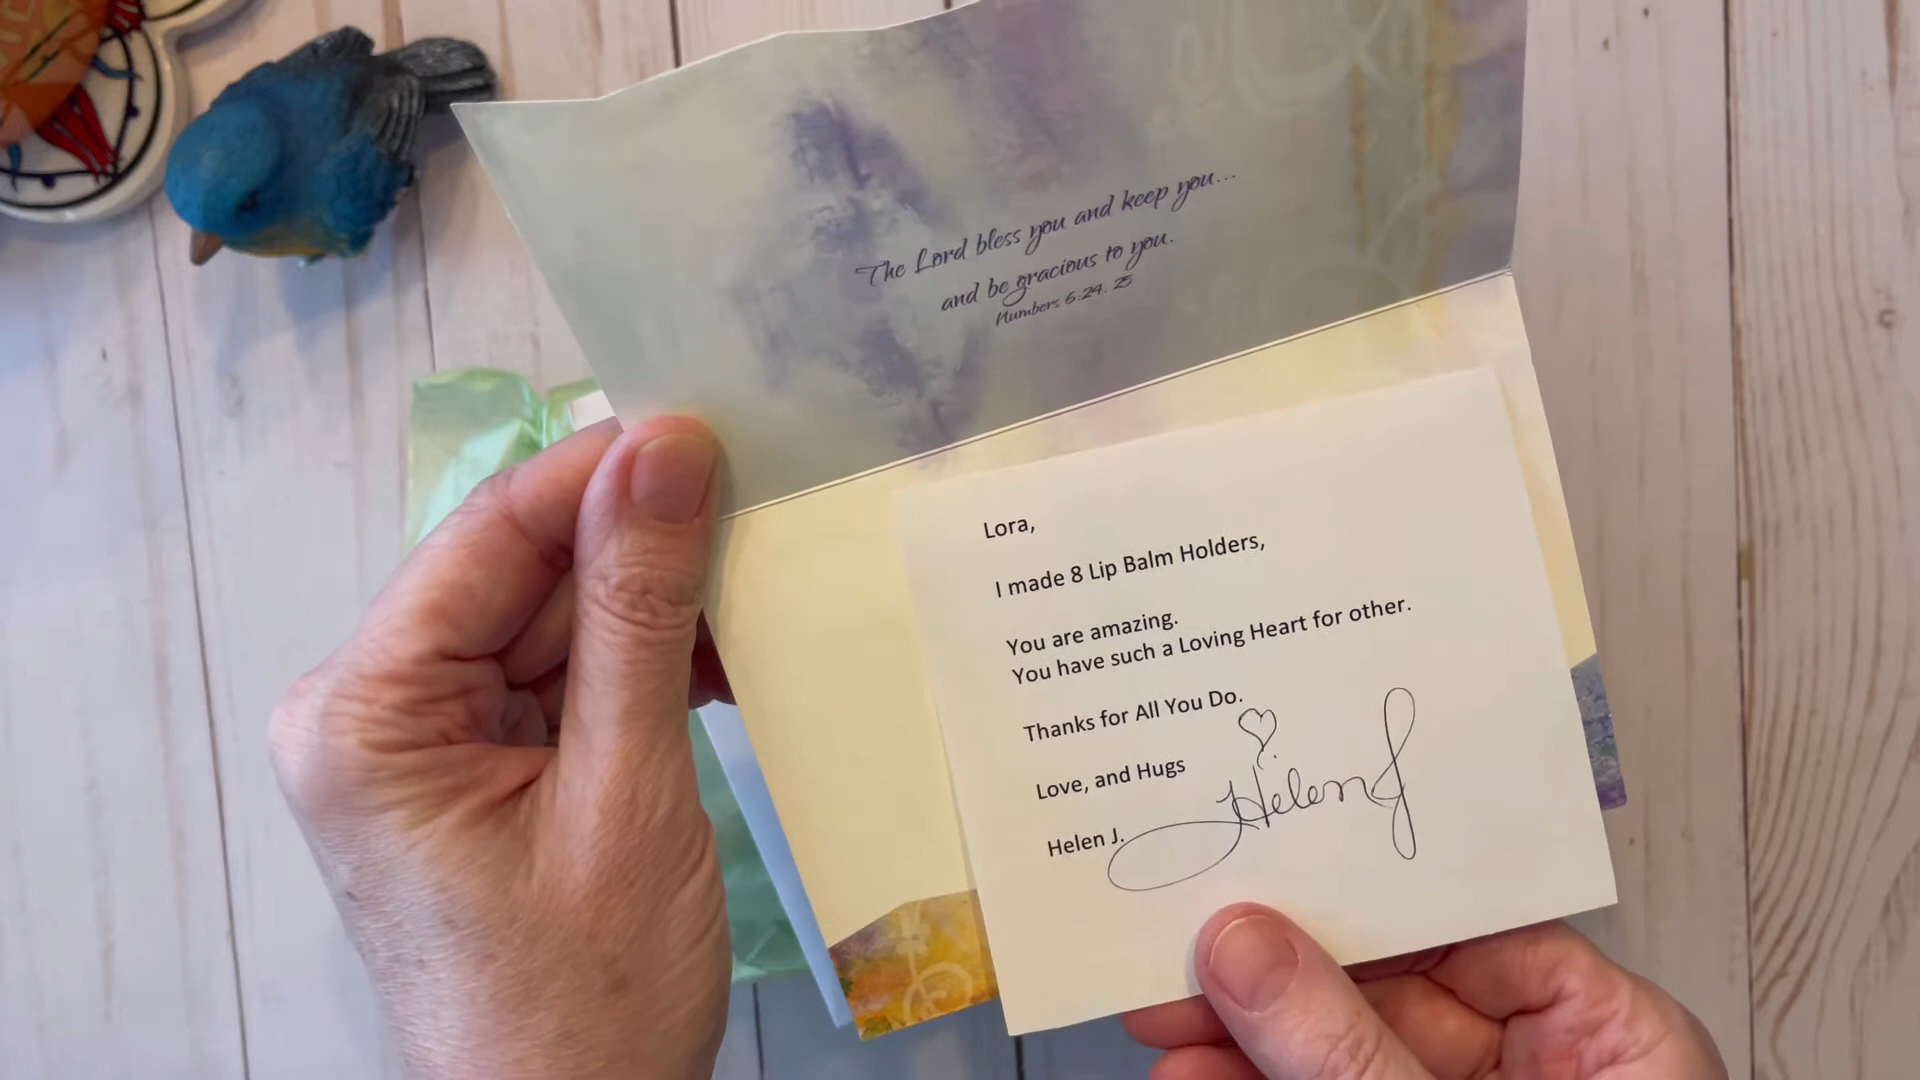 The Lord bless you and keep you...
and be gracious to you.
Numbers 6:24, 25
Lora,
I made 8 Lip Balm Holders,
You are amazing.
You have such a Loving Heart for other.
Thanks for All You Do.
Love, and Hugs
Helen J.
Helen J